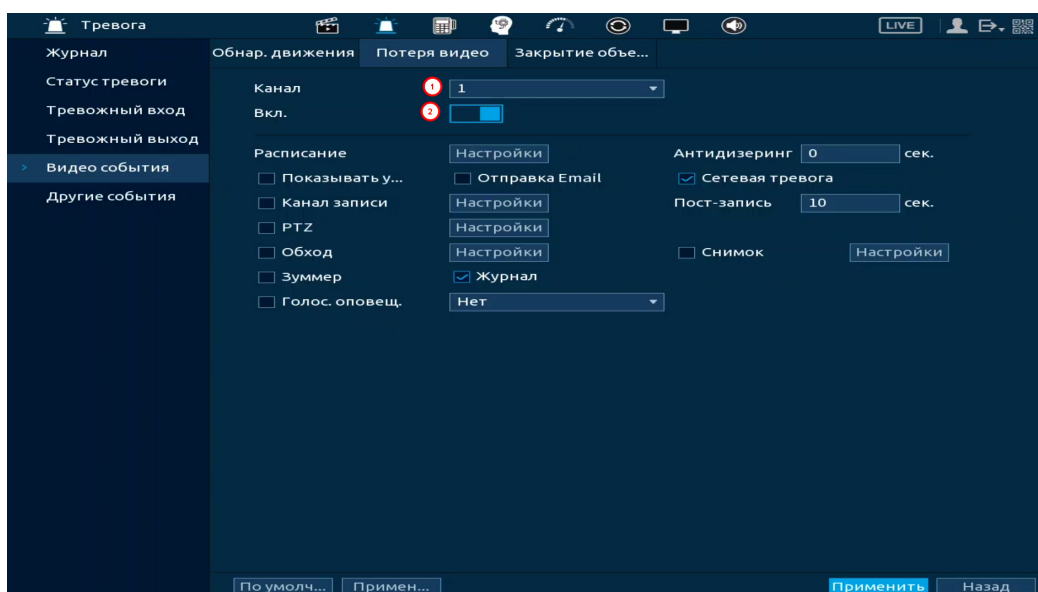 Тревога LIVE
Журнал
Статус тревоги
Тревожный вход
Тревожный выход
Видео события
Другие события
Обнар. движения Потеря видео Закрытие объе...
Канал 1 1
Вкл. 2
Расписание Настройки Антидизеринг 0 сек.
Показывать у... Отправка Email Сетевая тревога
Канал записи Настройки Пост-запись 10 сек.
PTZ Настройки
Обход Настройки Снимок Настройки
Зуммер Журнал
Голос. оповещ. Нет
По умолч... Примен... Применить Назад